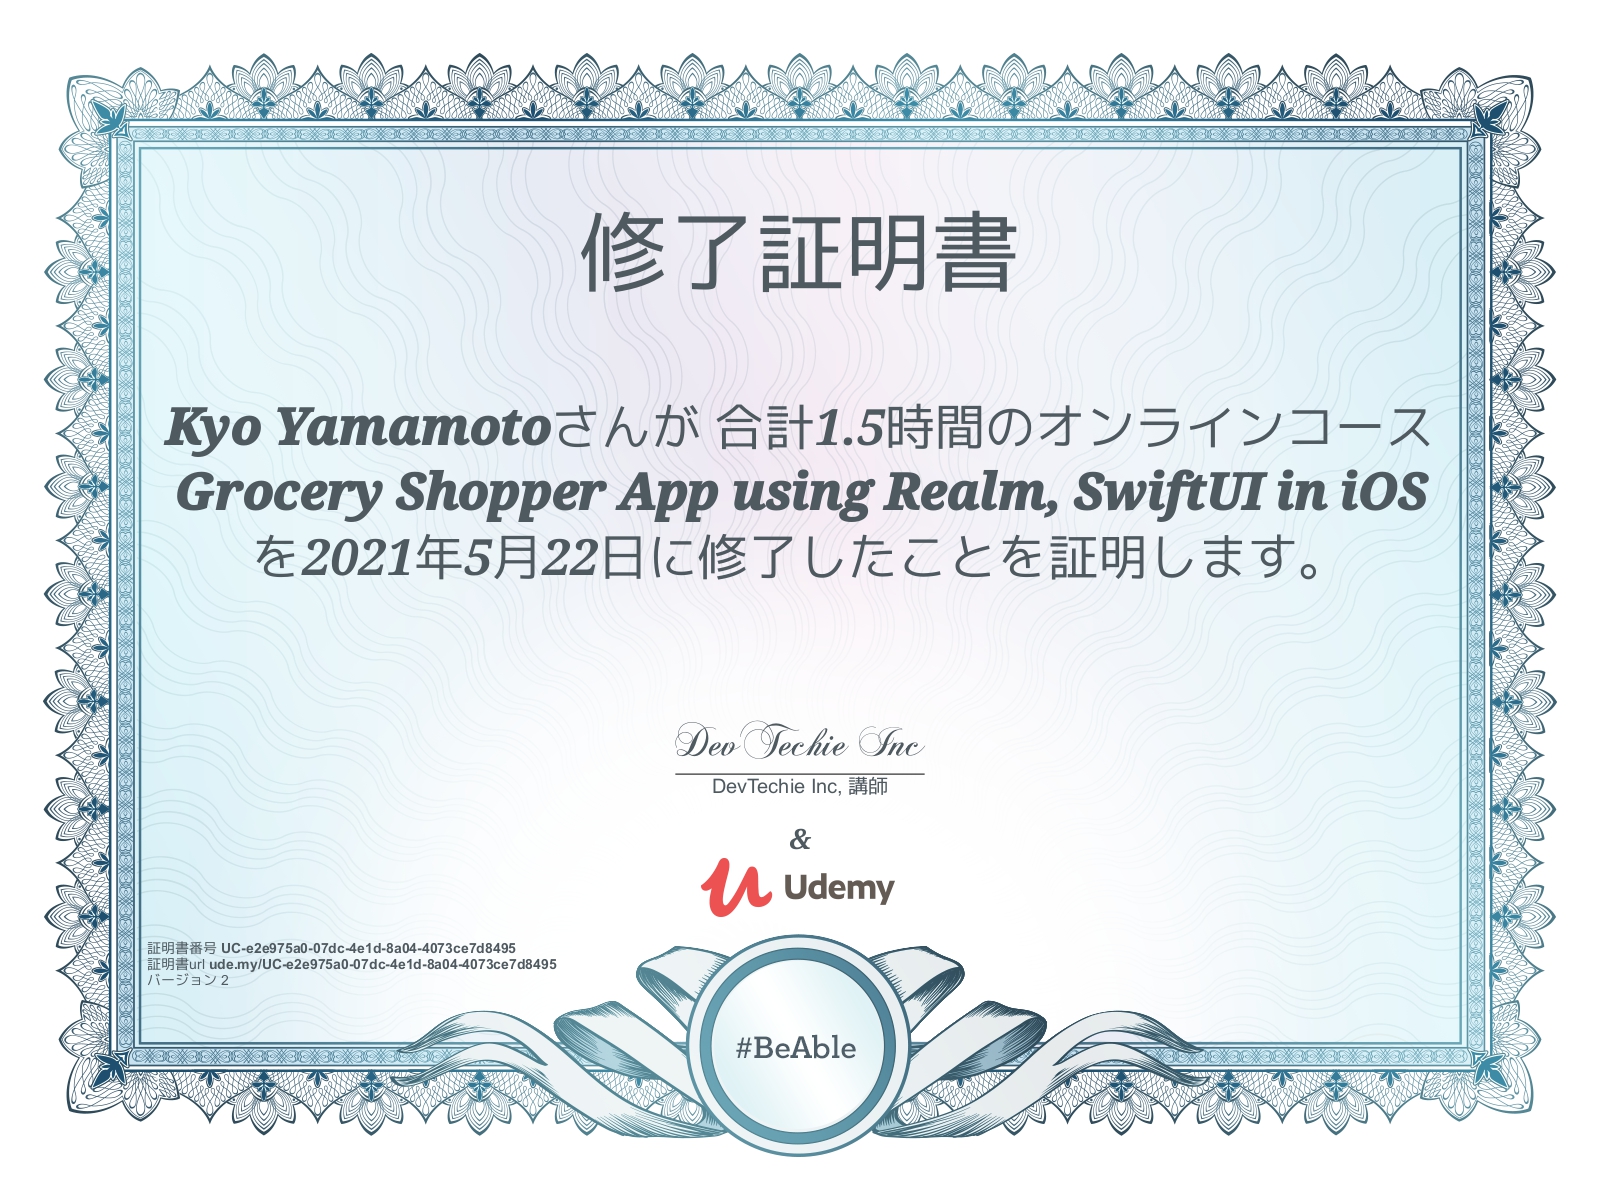 修了証明書
Kyo Yamamotoさんが 合計1.5時間のオンラインコース
Grocery Shopper App using Realm, SwiftUI in iOS
を2021年5月22日に修了したことを証明します。
DevTechie Inc
DevTechie Inc, 講師
&
Udemy
証明書番号 UC-e2e975a0-07dc-4e1d-8a04-4073ce7d8495
証明書url ude.my/UC-e2e975a0-07dc-4e1d-8a04-4073ce7d8495
バージョン 2
#BeAble